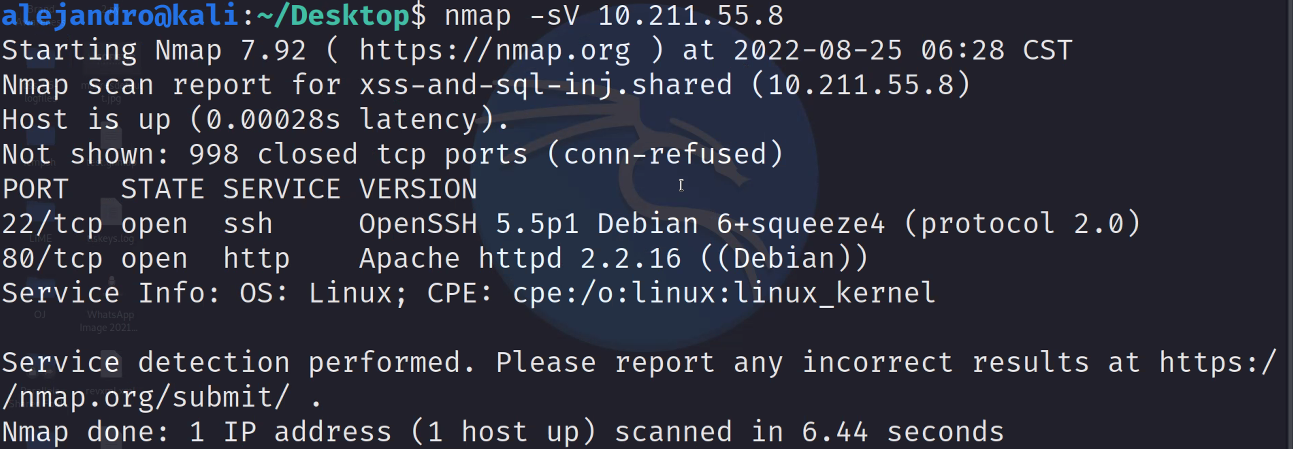 alejandro@kali:~/Desktop$ nmap -sV 10.211.55.8
Starting Nmap 7.92 ( https://nmap.org ) at 2022-08-25 06:28 CST
Nmap scan report for xss-and-sql-inj.shared (10.211.55.8)
Host is up (0.00028s latency).
Not shown: 998 closed tcp ports (conn-refused)
PORT   STATE SERVICE VERSION
22/tcp open  ssh     OpenSSH 5.5p1 Debian 6+squeeze4 (protocol 2.0)
80/tcp open  http    Apache httpd 2.2.16 ((Debian))
Service Info: OS: Linux; CPE: cpe:/o:linux:linux_kernel
OJ
WhatsApp
Image 2021...
Service detection performed. Please report any incorrect results at https:/
/nmap.org/submit/ .
Nmap done: 1 IP address (1 host up) scanned in 6.44 seconds